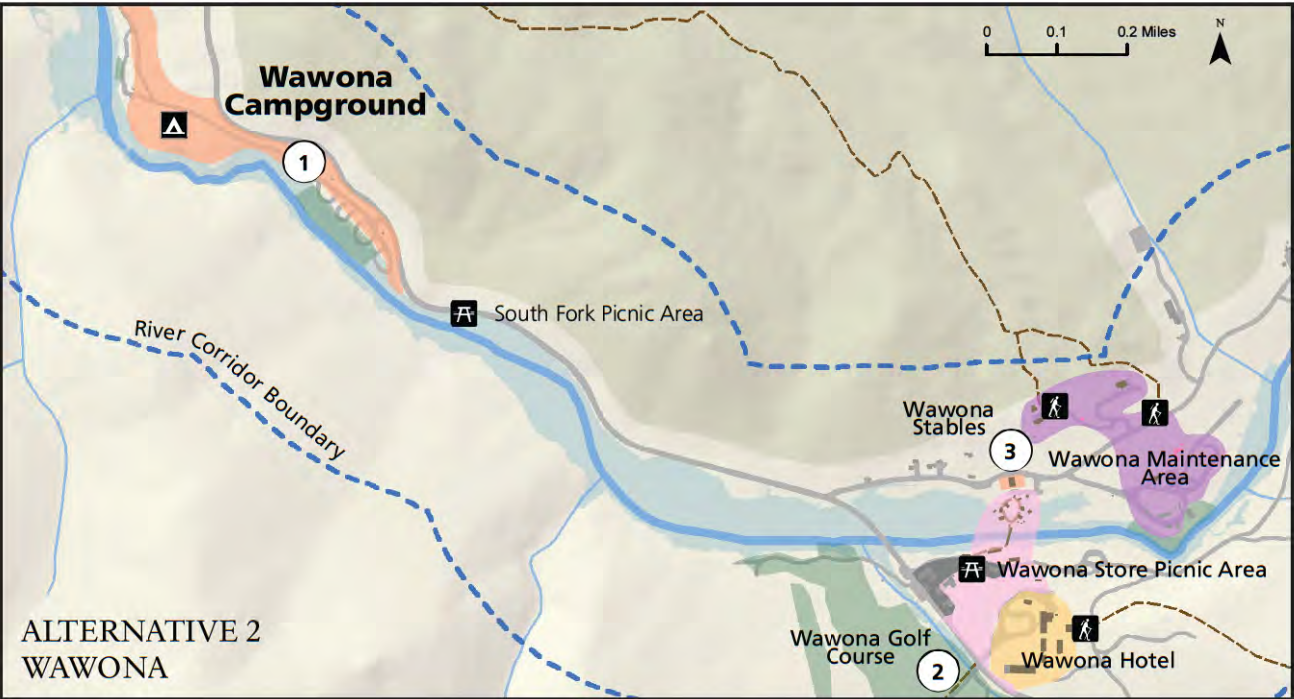 N
0 0.1 0.2 Miles
Wawona
Campground
1
South Fork Picnic Area
River Corridor Boundary
Wawona
Stables
3
Wawona Maintenance
Area
Wawona Store Picnic Area
Wawona Golf
Course
2
Wawona Hotel
ALTERNATIVE 2
WAWONA